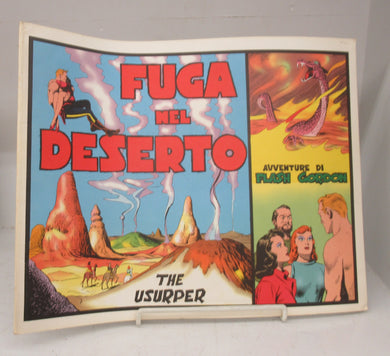 FUGA
NEL
DESERTO
AVVENTURE DI
FLASH GORDON
THE
USURPER